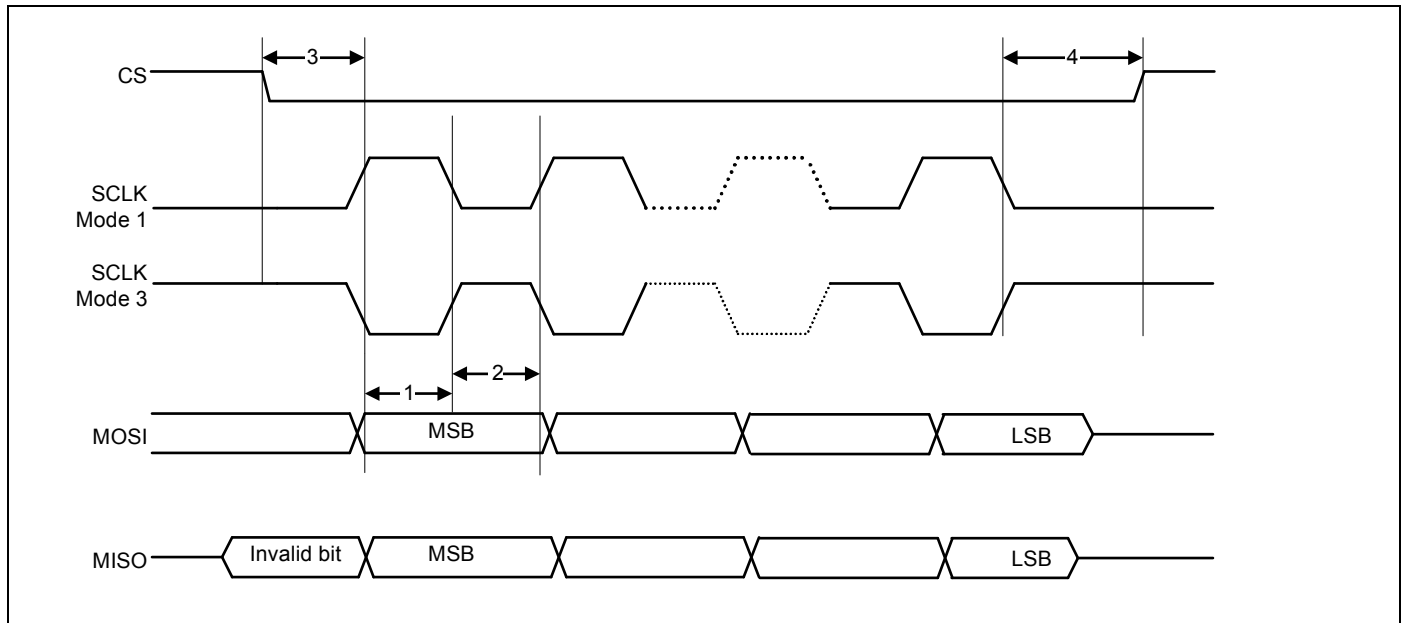 3
4
CS
SCLK
Mode 1
SCLK
Mode 3
2
1
MOSI
MSB
LSB
MISO
Invalid bit
MSB
LSB